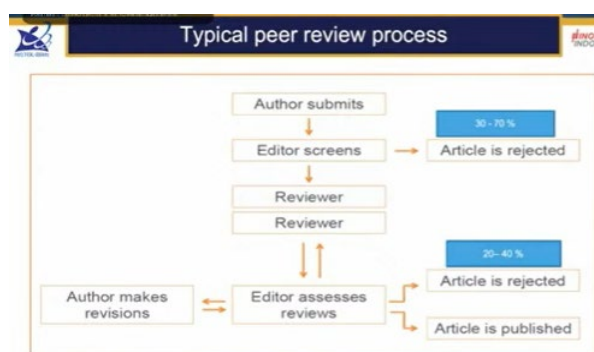 Typical peer review process
Author submits
30 - 70 %
Editor screens
Article is rejected
Reviewer
Reviewer
20– 40 %
Article is rejected
Author makes
revisions
Editor assesses
reviews
Article is published